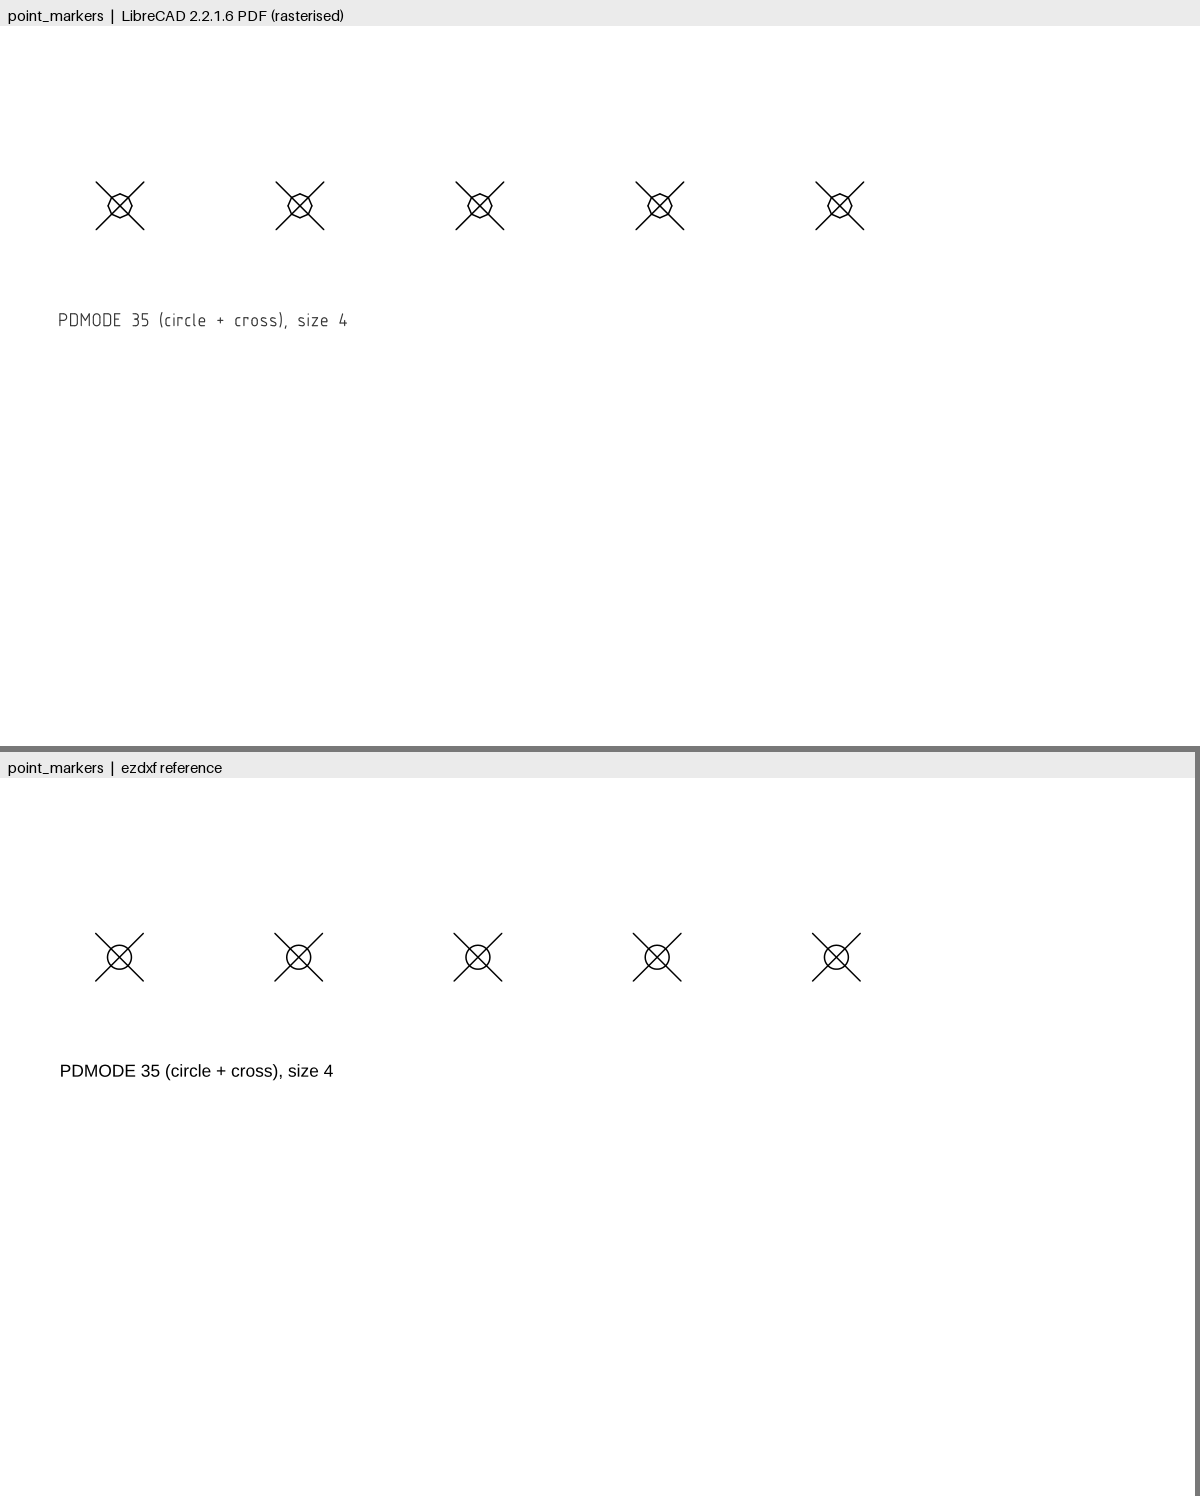 point_markers | LibreCAD 2.2.1.6 PDF (rasterised)
PDMODE 35 (circle + cross), size 4
point_markers | ezdxf reference
PDMODE 35 (circle + cross), size 4